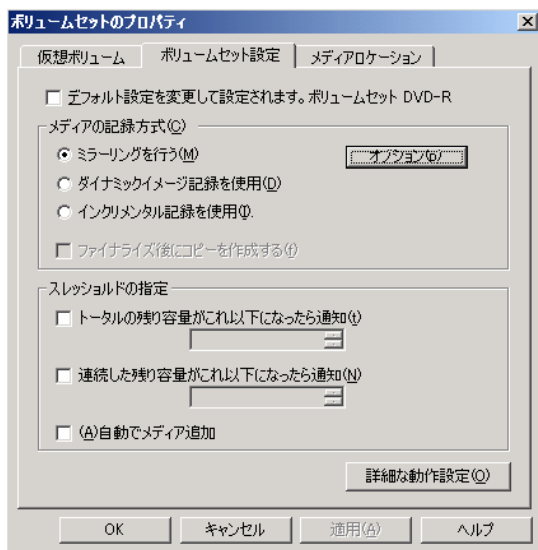 ボリュームセットのプロパティ
仮想ボリューム ボリュームセット設定 メディアロケーション
デフォルト設定を変更して設定されます。ボリュームセット DVD-R
メディアの記録方式(C)
ミラーリングを行う(M) オプション(b)
ダイナミックイメージ記録を使用(D)
インクリメンタル記録を使用(I).
ファイナライズ後にコピーを作成する(f)
スレッショルドの指定
トータルの残り容量がこれ以下になったら通知(t)
連続した残り容量がこれ以下になったら通知(N)
(A)自動でメディア追加
詳細な動作設定(O)
OK キャンセル 適用(A) ヘルプ